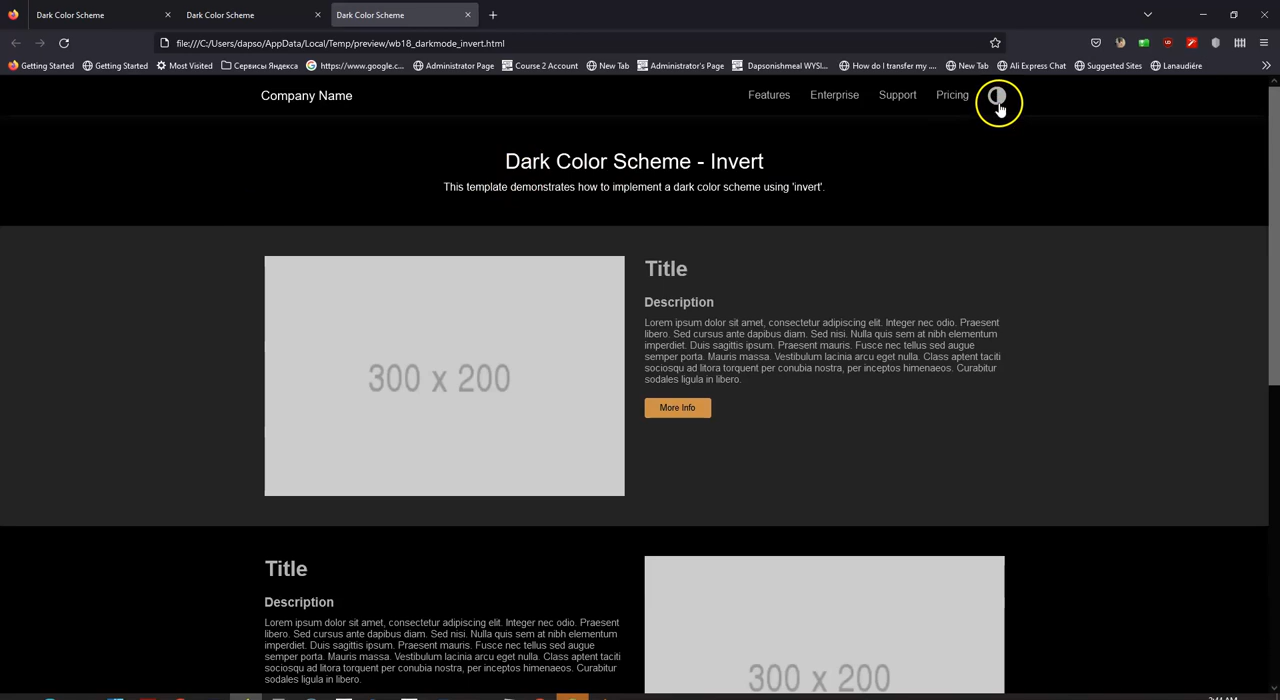 Dark Color Scheme
Dark Color Scheme
Dark Color Scheme
file:///C:/Users/dapso/AppData/Local/Temp/preview/wb18_darkmode_invert.html
Getting Started
Getting Started
Most Visited
Сервисы Яндекса
https://www.google.c...
Administrator Page
Course 2 Account
New Tab
Administrator's Page
Dapsonishmeal WYSI...
How do I transfer my ....
New Tab
Ali Express Chat
Suggested Sites
Lanaudière
Company Name
Features
Enterprise
Support
Pricing
Dark Color Scheme - Invert
This template demonstrates how to implement a dark color scheme using 'invert'.
300 x 200
Title
Description
Lorem ipsum dolor sit amet, consectetur adipiscing elit. Integer nec odio. Praesent
libero. Sed cursus ante dapibus diam. Sed nisi. Nulla quis sem at nibh elementum
imperdiet. Duis sagittis ipsum. Praesent mauris. Fusce nec tellus sed augue
semper porta. Mauris massa. Vestibulum lacinia arcu eget nulla. Class aptent taciti
sociosqu ad litora torquent per conubia nostra, per inceptos himenaeos. Curabitur
sodales ligula in libero.
More Info
Title
Description
Lorem ipsum dolor sit amet, consectetur adipiscing elit. Integer nec odio. Praesent
libero. Sed cursus ante dapibus diam. Sed nisi. Nulla quis sem at nibh elementum
imperdiet. Duis sagittis ipsum. Praesent mauris. Fusce nec tellus sed augue
semper porta. Mauris massa. Vestibulum lacinia arcu eget nulla. Class aptent taciti
sociosqu ad litora torquent per conubia nostra, per inceptos himenaeos. Curabitur
sodales ligula in libero.
300 x 200